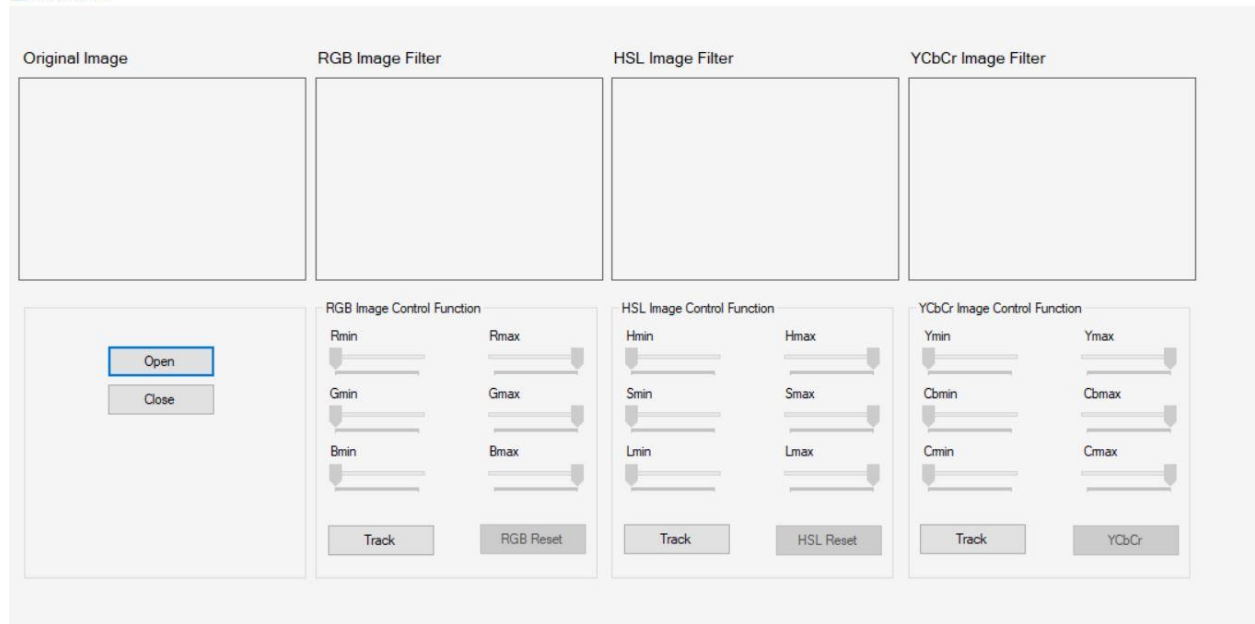 Original Image
RGB Image Filter
HSL Image Filter
YCbCr Image Filter
Open
Close
RGB Image Control Function
Rmin Rmax
Gmin Gmax
Bmin Bmax
Track RGB Reset
HSL Image Control Function
Hmin Hmax
Smin Smax
Lmin Lmax
Track HSL Reset
YCbCr Image Control Function
Ymin Ymax
Cbmin Cbmax
Crmin Crmax
Track YCbCr